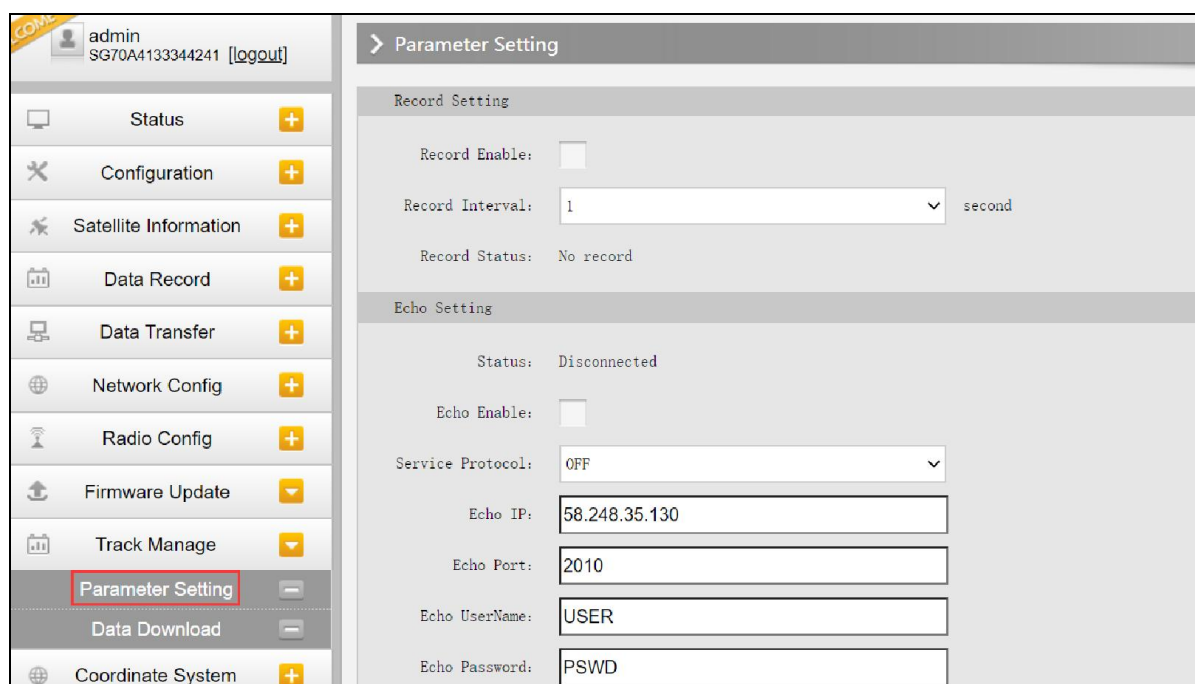 COME
admin
SG70A4133344241 [logout]
Status
Configuration
Satellite Information
Data Record
Data Transfer
Network Config
Radio Config
Firmware Update
Track Manage
Parameter Setting
Data Download
Coordinate System
Parameter Setting
Record Setting
Record Enable:
Record Interval: 1 second
Record Status: No record
Echo Setting
Status: Disconnected
Echo Enable:
Service Protocol: OFF
Echo IP: 58.248.35.130
Echo Port: 2010
Echo UserName: USER
Echo Password: PSWD